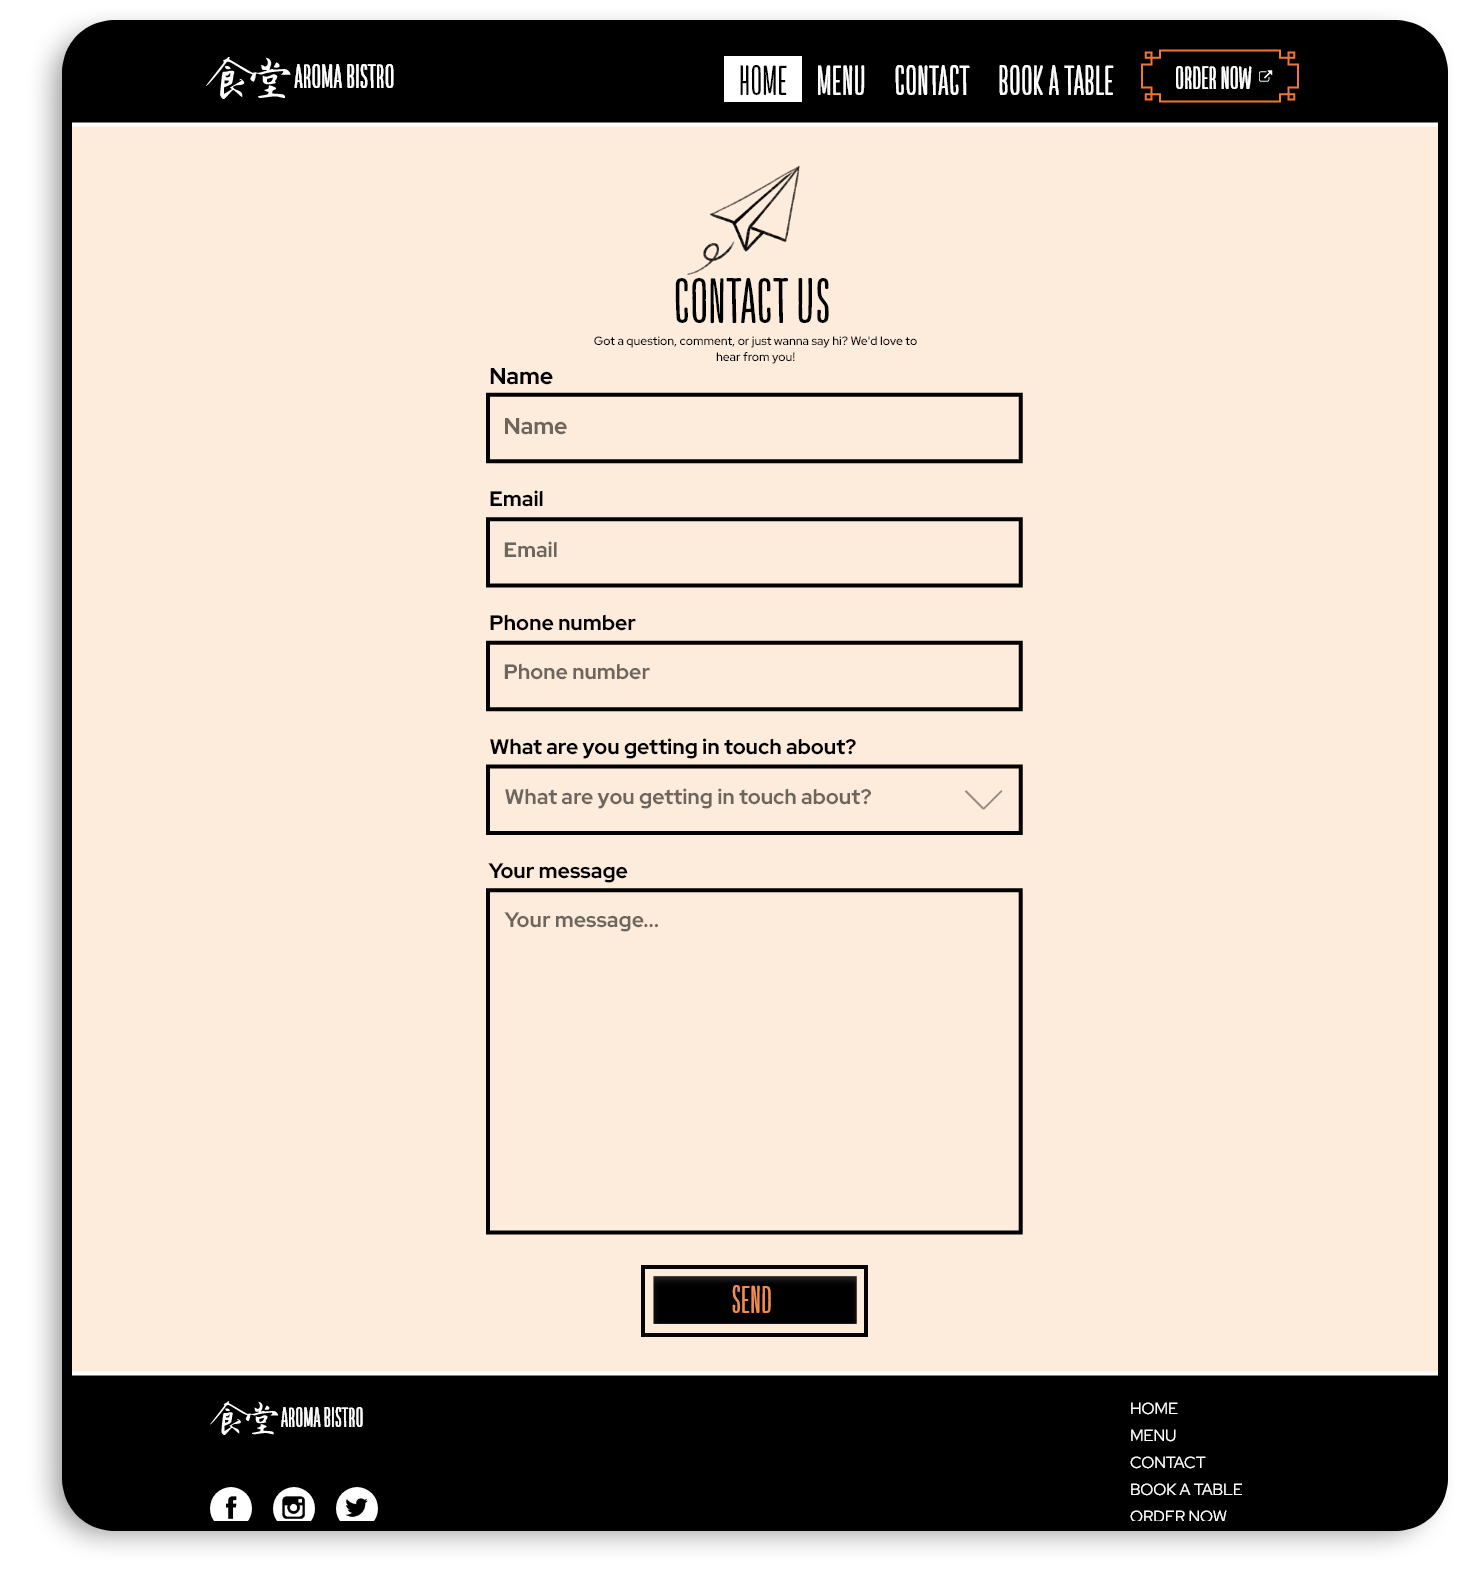 食堂 AROMA BISTRO
HOME MENU CONTACT BOOK A TABLE ORDER NOW
CONTACT US
Got a question, comment, or just wanna say hi? We'd love to
hear from you!
Name
Name
Email
Email
Phone number
Phone number
What are you getting in touch about?
What are you getting in touch about?
Your message
Your message...
SEND
食堂 AROMA BISTRO
HOME
MENU
CONTACT
BOOK A TABLE
ORDER NOW